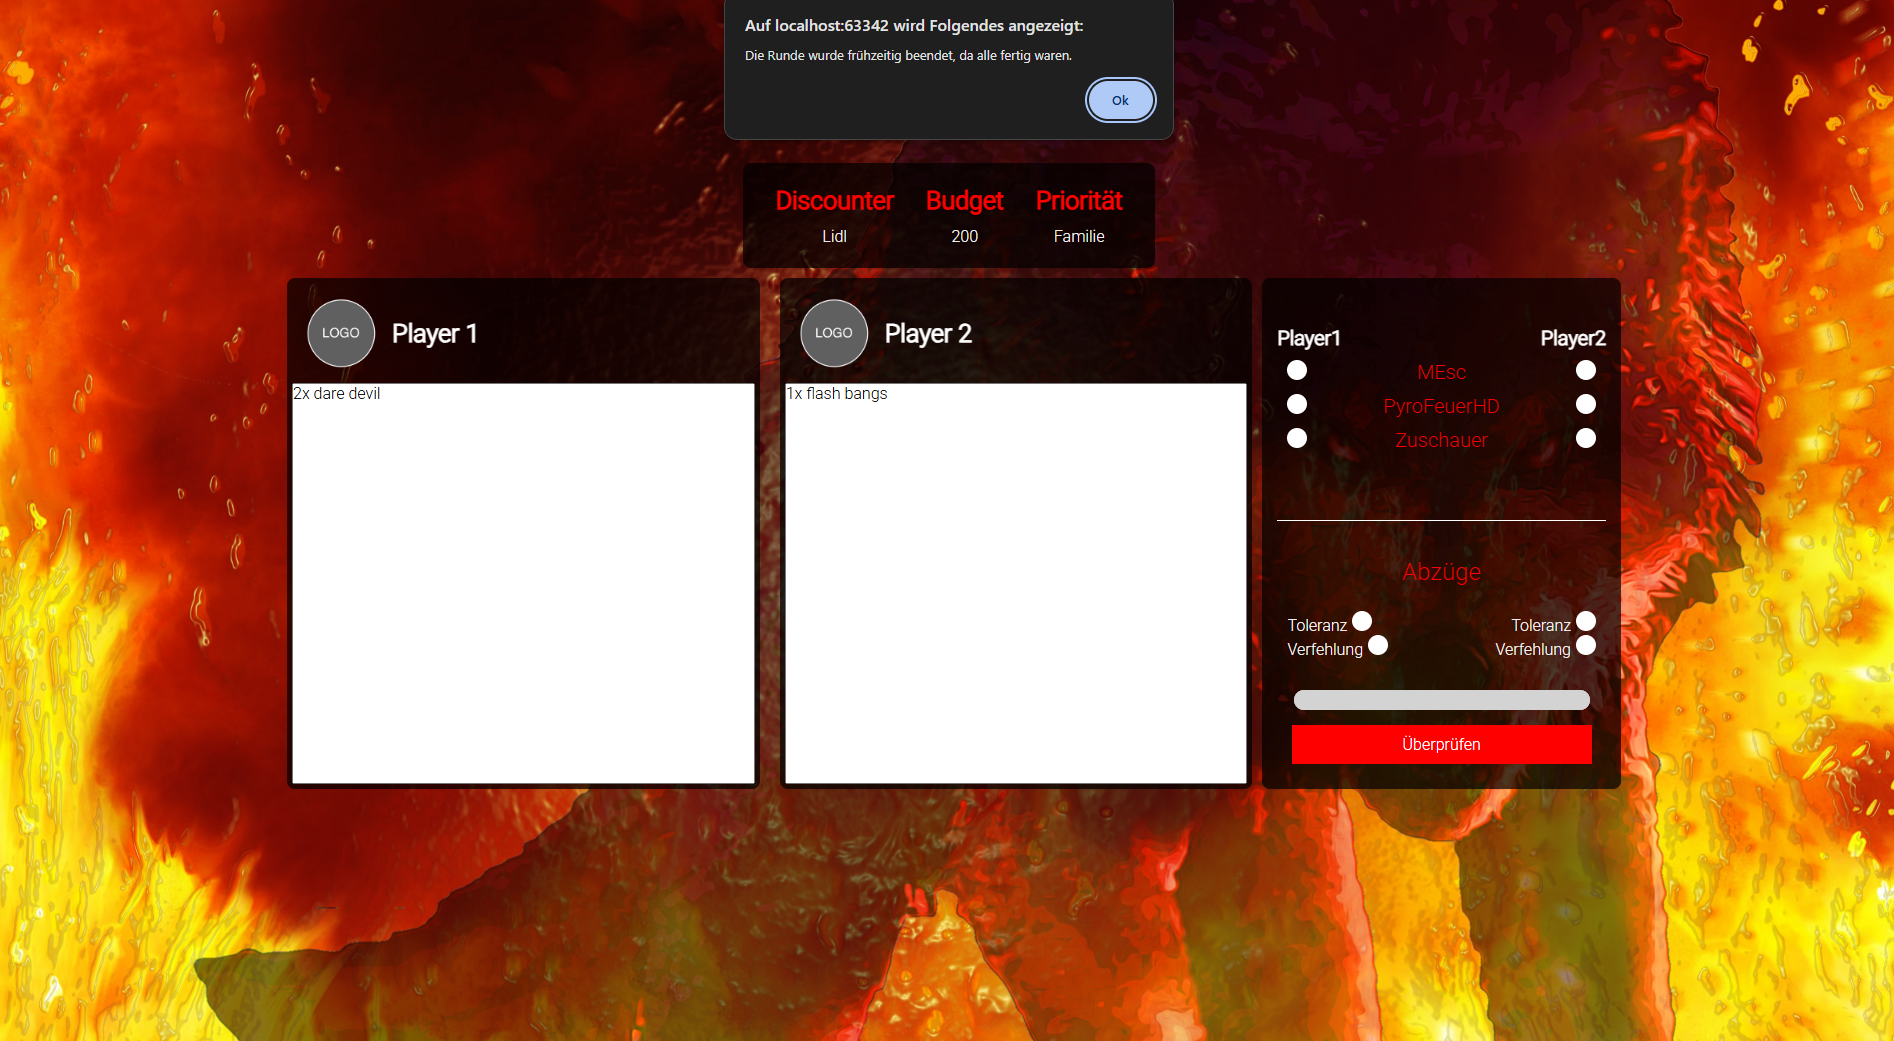 Auf localhost:63342 wird Folgendes angezeigt:
Die Runde wurde frühzeitig beendet, da alle fertig waren.
Ok
Discounter Budget Priorität
Lidl 200 Familie
LOGO Player 1
2x dare devil
LOGO Player 2
1x flash bangs
Player1 Player2
MEsc
PyroFeuerHD
Zuschauer
Abzüge
Toleranz Toleranz
Verfehlung Verfehlung
Überprüfen